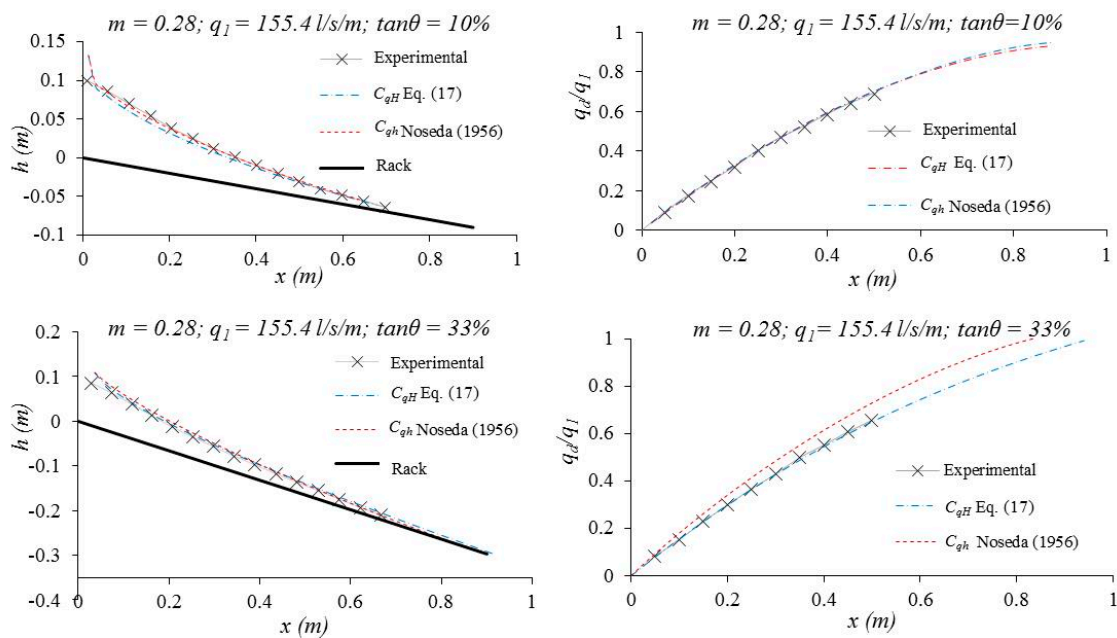 m = 0.28; q1 = 155.4 l/s/m; tanθ = 10%
h (m)
0.15
0.1
0.05
0
-0.05
-0.1
0
0.2
0.4
0.6
0.8
1
x (m)
Experimental
CqH Eq. (17)
Cqh Noseda (1956)
Rack
m = 0.28; q1 = 155.4 l/s/m; tanθ=10%
qd/q1
1
0.8
0.6
0.4
0.2
0
0
0.2
0.4
0.6
0.8
1
x (m)
Experimental
CqH Eq. (17)
Cqh Noseda (1956)
m = 0.28; q1 = 155.4 l/s/m; tanθ = 33%
h (m)
0.2
0.1
0
-0.1
-0.2
-0.3
-0.4
0
0.2
0.4
0.6
0.8
1
x (m)
Experimental
CqH Eq. (17)
Cqh Noseda (1956)
Rack
m = 0.28; q1= 155.4 l/s/m; tanθ = 33%
qd/q1
1
0.8
0.6
0.4
0.2
0
0
0.2
0.4
0.6
0.8
1
x (m)
Experimental
CqH Eq. (17)
Cqh Noseda (1956)